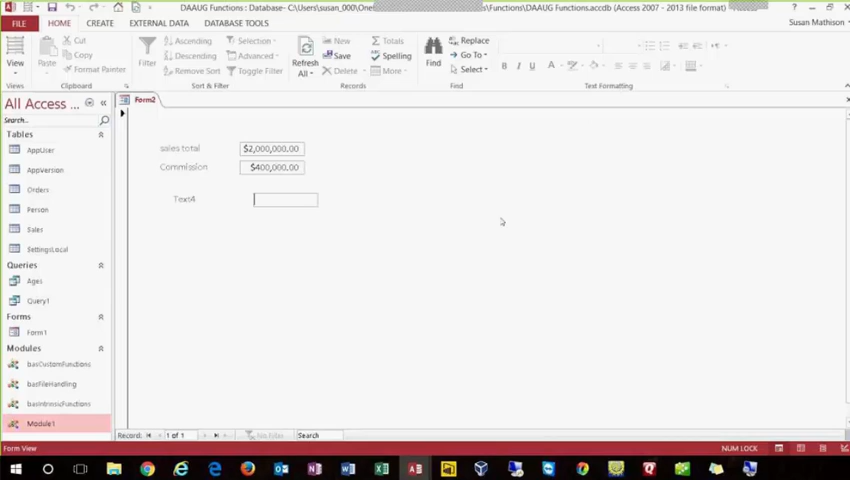 DAAUG Functions : Database- C:\Users\susan_000\One
s\Functions\DAAUG Functions.accdb (Access 2007 - 2013 file format)
FILE HOME CREATE EXTERNAL DATA DATABASE TOOLS Susan Mathison
View Paste Cut Copy Format Painter
Filter Ascending Descending Remove Sort Selection Advanced Toggle Filter
Refresh All New Save Delete Totals Spelling More
Find Replace Go To Select
B I U A
Views Clipboard Sort & Filter Records Find Text Formatting
All Access ... Form2
Search...
Tables
AppUser
AppVersion
Orders
Person
Sales
SettingsLocal
Queries
Ages
Query1
Forms
Form1
Modules
basCustomFunctions
basFileHandling
basIntrinsicFunctions
Module1
sales total $2,000,000.00
Commission $400,000.00
Text4
Record: 1 of 1 No Filter Search
Form View NUM LOCK